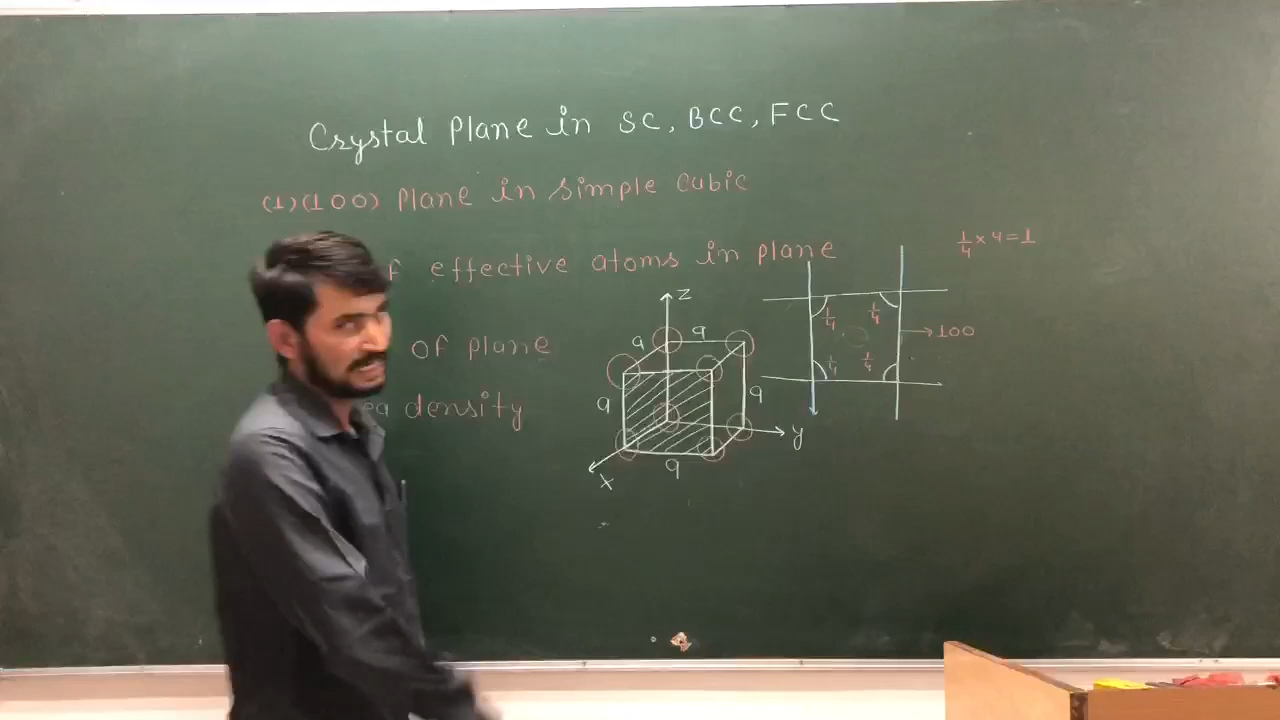 Crystal Plane in SC, BCC, FCC
(1) (100) Plane in simple cubic
effective atoms in plane
of plane
density
1/4 × 4 = 1
z
a
a
a
a
a
y
x
1/4
1/4
1/4
1/4
100